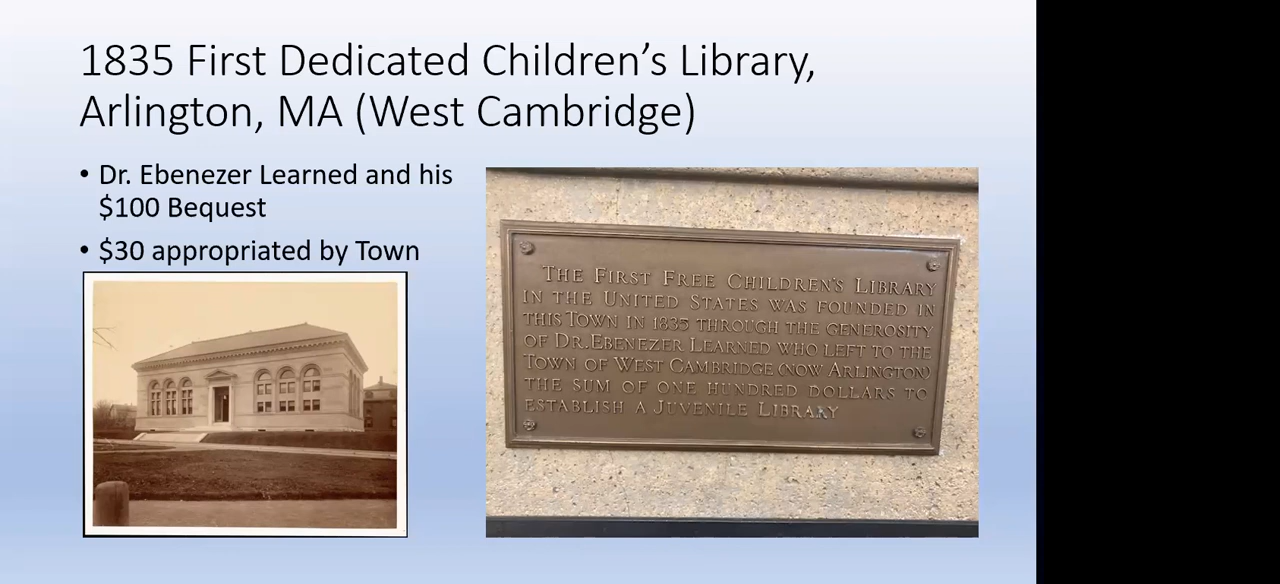 1835 First Dedicated Children’s Library,
Arlington, MA (West Cambridge)
• Dr. Ebenezer Learned and his
$100 Bequest
• $30 appropriated by Town
THE FIRST FREE CHILDREN'S LIBRARY
IN THE UNITED STATES WAS FOUNDED IN
THIS TOWN IN 1835 THROUGH THE GENEROSITY
OF DR. EBENEZER LEARNED WHO LEFT TO THE
TOWN OF WEST CAMBRIDGE (NOW ARLINGTON)
THE SUM OF ONE HUNDRED DOLLARS TO
ESTABLISH A JUVENILE LIBRARY